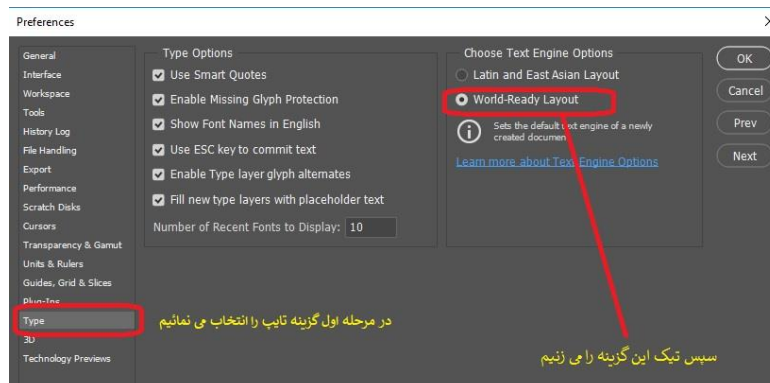 Preferences
General
Interface
Workspace
Tools
History Log
File Handling
Export
Performance
Scratch Disks
Cursors
Transparency & Gamut
Units & Rulers
Guides, Grid & Slices
Plug-Ins
Type
3D
Technology Previews
Type Options
Use Smart Quotes
Enable Missing Glyph Protection
Show Font Names in English
Use ESC key to commit text
Enable Type layer glyph alternates
Fill new type layers with placeholder text
Number of Recent Fonts to Display: 10
در مرحله اول گزینه تایپ را انتخاب می نمائیم
Choose Text Engine Options
Latin and East Asian Layout
World-Ready Layout
Sets the default text engine of a newly
created document
Learn more about Text Engine Options
سپس تیک این گزینه را می زنیم
OK
Cancel
Prev
Next